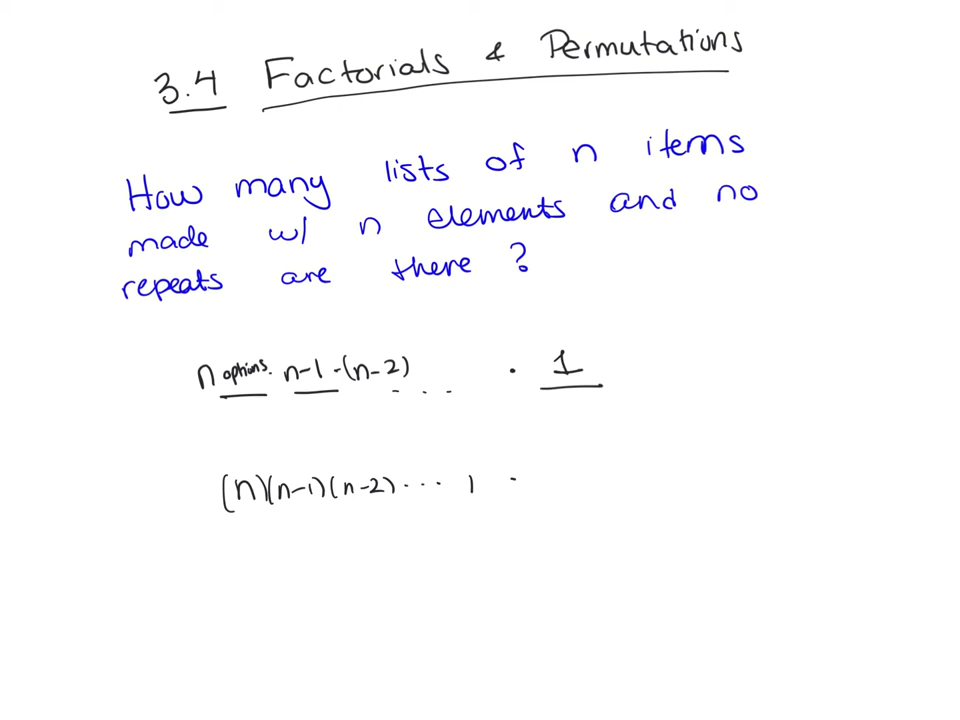 3.4 Factorials & Permutations
How many lists of n items
made w/ n elements and no
repeats are there ?
n options. n-1 -(n-2) ... . 1
(n)(n-1)(n-2)... 1 .